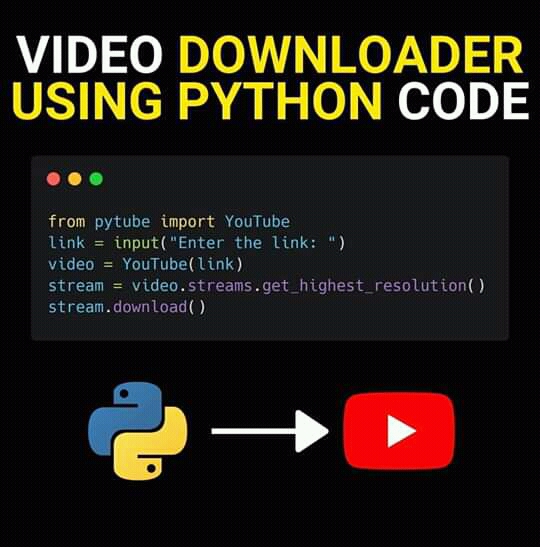 VIDEO DOWNLOADER
USING PYTHON CODE
from pytube import YouTube
link = input("Enter the link: ")
video = YouTube(link)
stream = video.streams.get_highest_resolution()
stream.download()